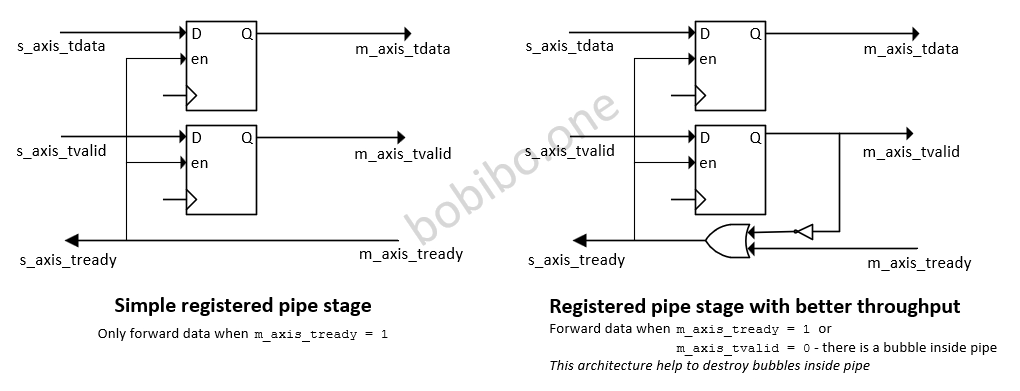 D Q
s_axis_tdata
en
m_axis_tdata
D Q
s_axis_tvalid
en
m_axis_tvalid
s_axis_tready
m_axis_tready
Simple registered pipe stage
Only forward data when m_axis_tready = 1
bobibo.one
D Q
s_axis_tdata
en
m_axis_tdata
D Q
s_axis_tvalid
en
m_axis_tvalid
s_axis_tready
m_axis_tready
Registered pipe stage with better throughput
Forward data when m_axis_tready = 1 or
m_axis_tvalid = 0 - there is a bubble inside pipe
This architecture help to destroy bubbles inside pipe